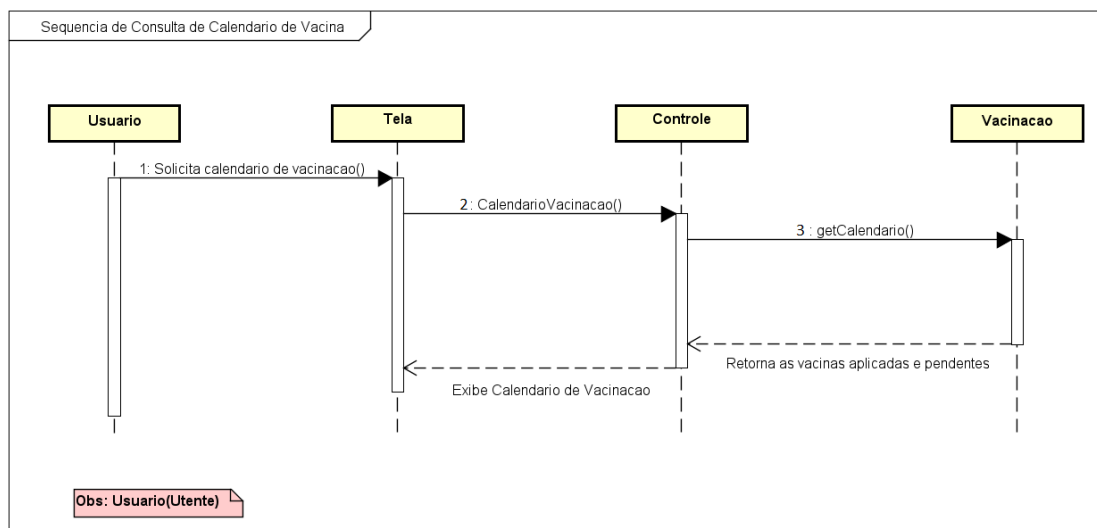 Sequencia de Consulta de Calendario de Vacina
Usuario
Tela
Controle
Vacinacao
1: Solicita calendario de vacinacao()
2: CalendarioVacinacao()
3 : getCalendario()
Retorna as vacinas aplicadas e pendentes
Exibe Calendario de Vacinacao
Obs: Usuario(Utente)